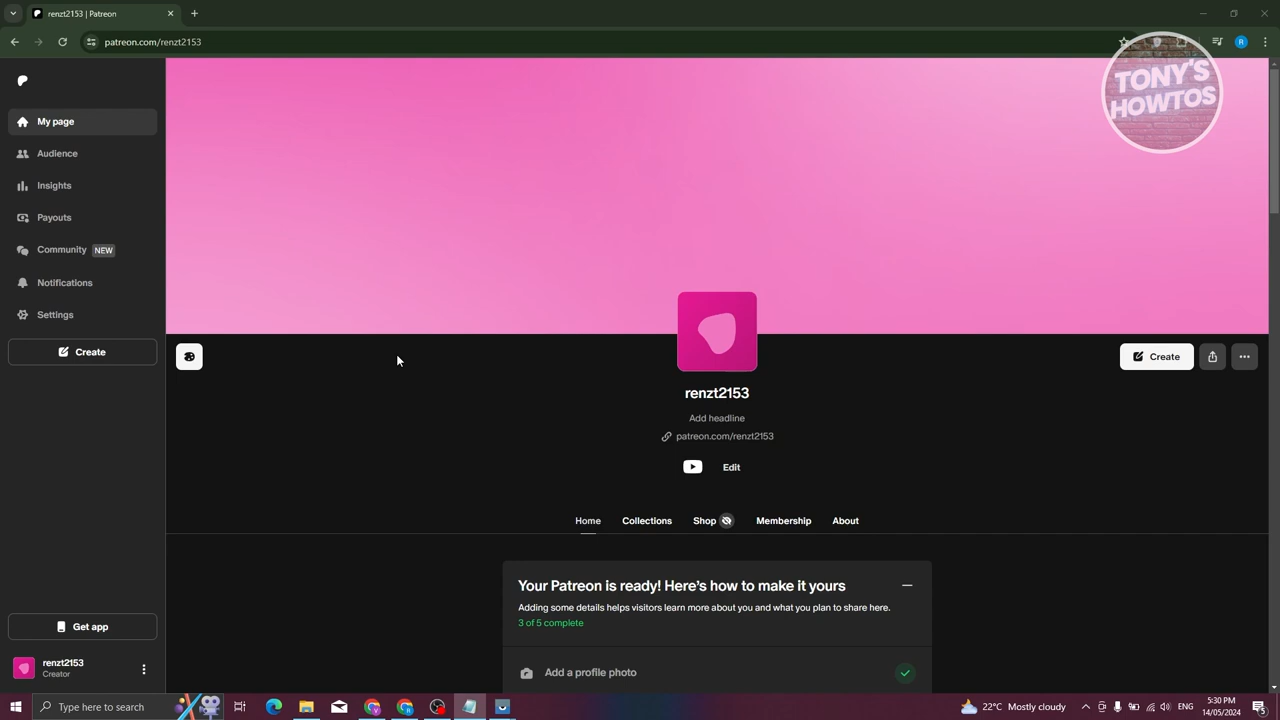 renzt2153 | Patreon
patreon.com/renzt2153
R
TONY'S
HOWTOS
My page
Audience
Insights
Payouts
Community NEW
Notifications
Settings
Create
Create
renzt2153
Add headline
patreon.com/renzt2153
Edit
Home Collections Shop Membership About
Your Patreon is ready! Here's how to make it yours
Adding some details helps visitors learn more about you and what you plan to share here.
3 of 5 complete
Add a profile photo
Get app
renzt2153
Creator
Type here to search
22°C Mostly cloudy
ENG
5:30 PM
14/05/2024